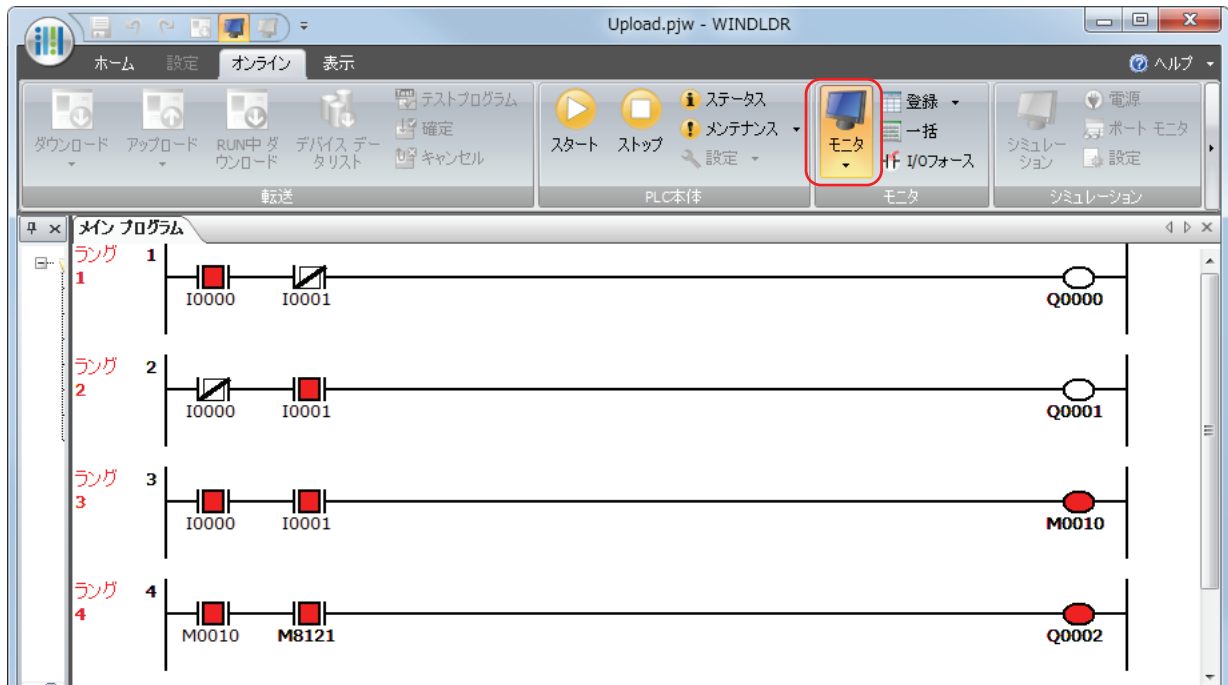 Upload.pjw - WINDLDR
ホーム 設定 オンライン 表示 ヘルプ
ダウンロード アップロード RUN中 ダウンロード デバイス データリスト テストプログラム 確定 キャンセル
スタート ストップ ステータス メンテナンス 設定
モニタ 登録 一括 I/Oフォース
シミュレーション 電源 ポート モニタ 設定
転送 PLC本体 モニタ シミュレーション
メイン プログラム
ラング 1
1
I0000 I0001 Q0000
ラング 2
2
I0000 I0001 Q0001
ラング 3
3
I0000 I0001 M0010
ラング 4
4
M0010 M8121 Q0002